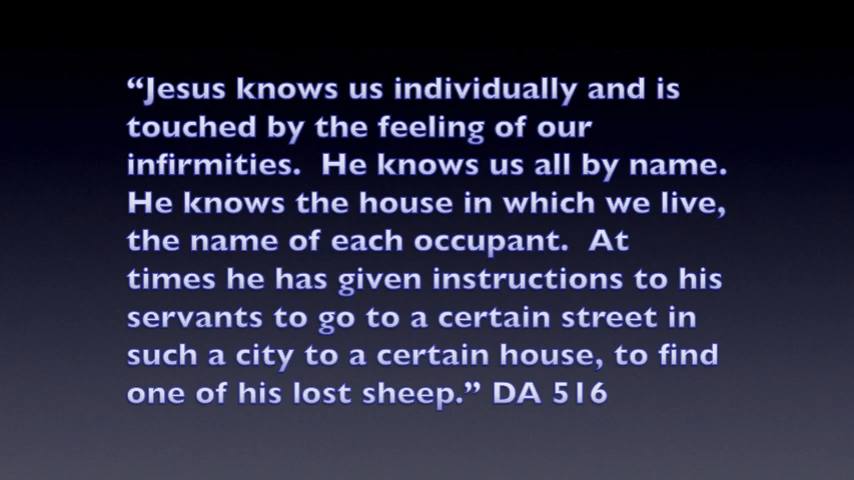 “Jesus knows us individually and is
touched by the feeling of our
infirmities.  He knows us all by name.
He knows the house in which we live,
the name of each occupant.  At
times he has given instructions to his
servants to go to a certain street in
such a city to a certain house, to find
one of his lost sheep.” DA 516